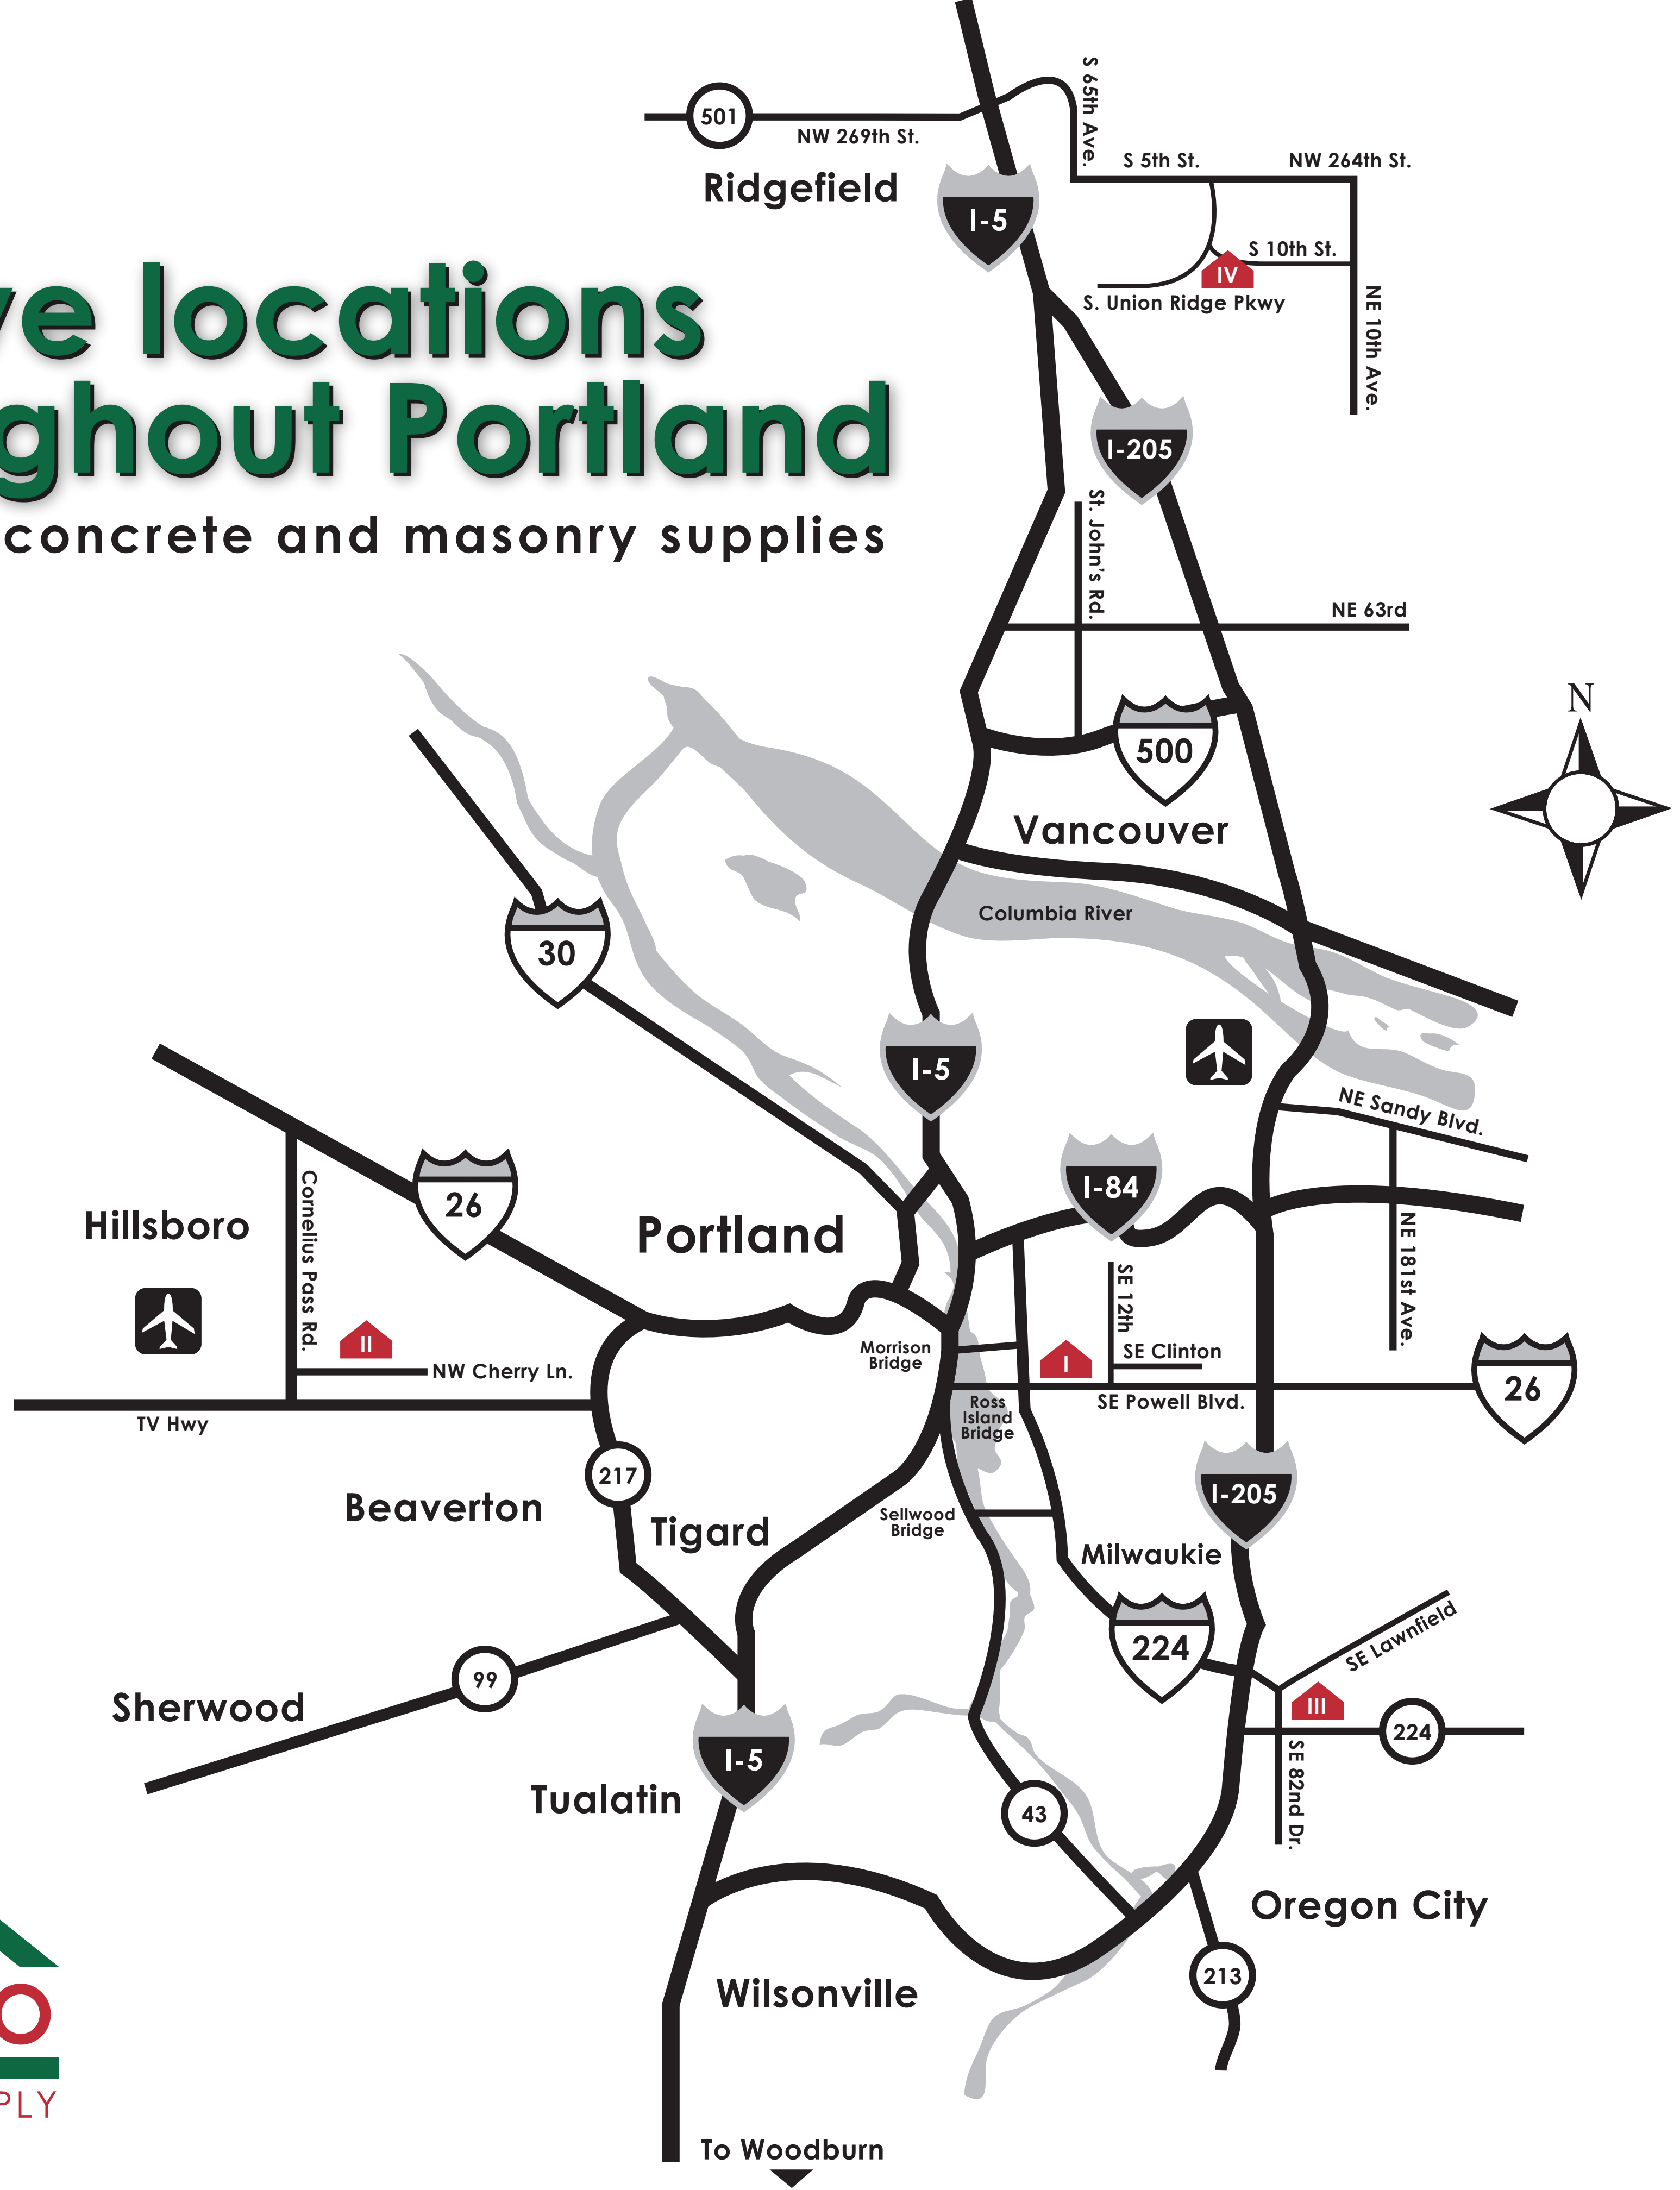 501
NW 269th St.
Ridgefield
I-5
S 65th Ave.
S 5th St.
NW 264th St.
S 10th St.
IV
S. Union Ridge Pkwy
NE 10th Ave.
ve locations
ghout Portland
concrete and masonry supplies
I-205
St. John's Rd.
NE 63rd
500
N
Vancouver
Columbia River
30
I-5
NE Sandy Blvd.
I-84
26
Hillsboro
Cornelius Pass Rd.
Portland
NE 181st Ave.
SE 12th
II
NW Cherry Ln.
TV Hwy
Morrison
Bridge
I
SE Clinton
SE Powell Blvd.
26
Ross
Island
Bridge
217
Beaverton
Tigard
Sellwood
Bridge
I-205
Milwaukie
224
SE Lawnfield
99
Sherwood
III
224
SE 82nd Dr.
I-5
Tualatin
43
Oregon City
213
Wilsonville
PLY
To Woodburn